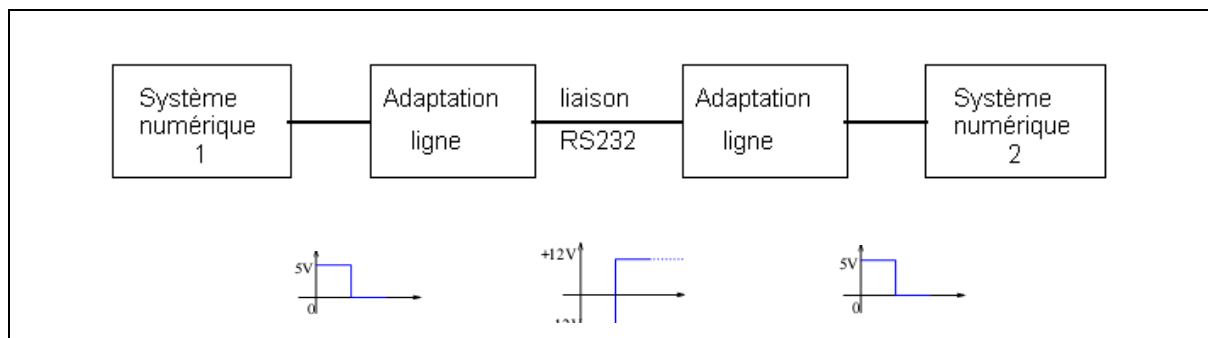 Système
numérique
1
Adaptation
ligne
liaison
RS232
Adaptation
ligne
Système
numérique
2
5V
0
+12V
5V
0